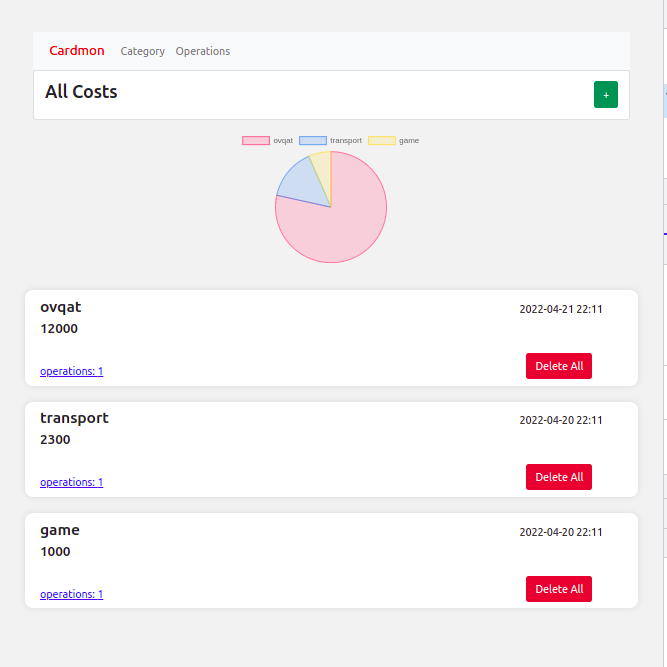 Cardmon Category Operations
All Costs +
ovqat transport game
ovqat 2022-04-21 22:11
12000
operations: 1 Delete All
transport 2022-04-20 22:11
2300
operations: 1 Delete All
game 2022-04-20 22:11
1000
operations: 1 Delete All